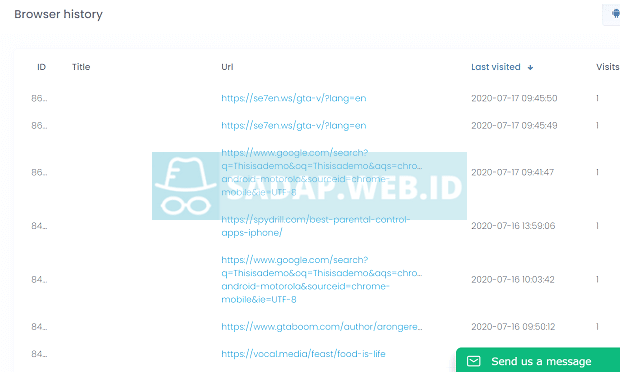 Browser history
ID Title Url Last visited Visits
86... https://se7en.ws/gta-v/?lang=en 2020-07-17 09:45:50 1
86... https://se7en.ws/gta-v/?lang=en 2020-07-17 09:45:49 1
https://www.google.com/search?
q=Thisisademo&oq=Thisisademo&aqs=chro...
86... android-motorola&sourceid=chrome- 2020-07-17 09:41:47 1
mobile&ie=UTF-8
SADAP.WEB.ID
https://spydrill.com/best-parental-control-
84... apps-iphone/ 2020-07-16 13:59:06 1
https://www.google.com/search?
q=Thisisademo&oq=Thisisademo&aqs=chro...
84... android-motorola&sourceid=chrome- 2020-07-16 10:03:42 1
mobile&ie=UTF-8
84... https://www.gtaboom.com/author/arongere... 2020-07-16 09:50:12 1
84... https://vocal.media/feast/food-is-life
Send us a message